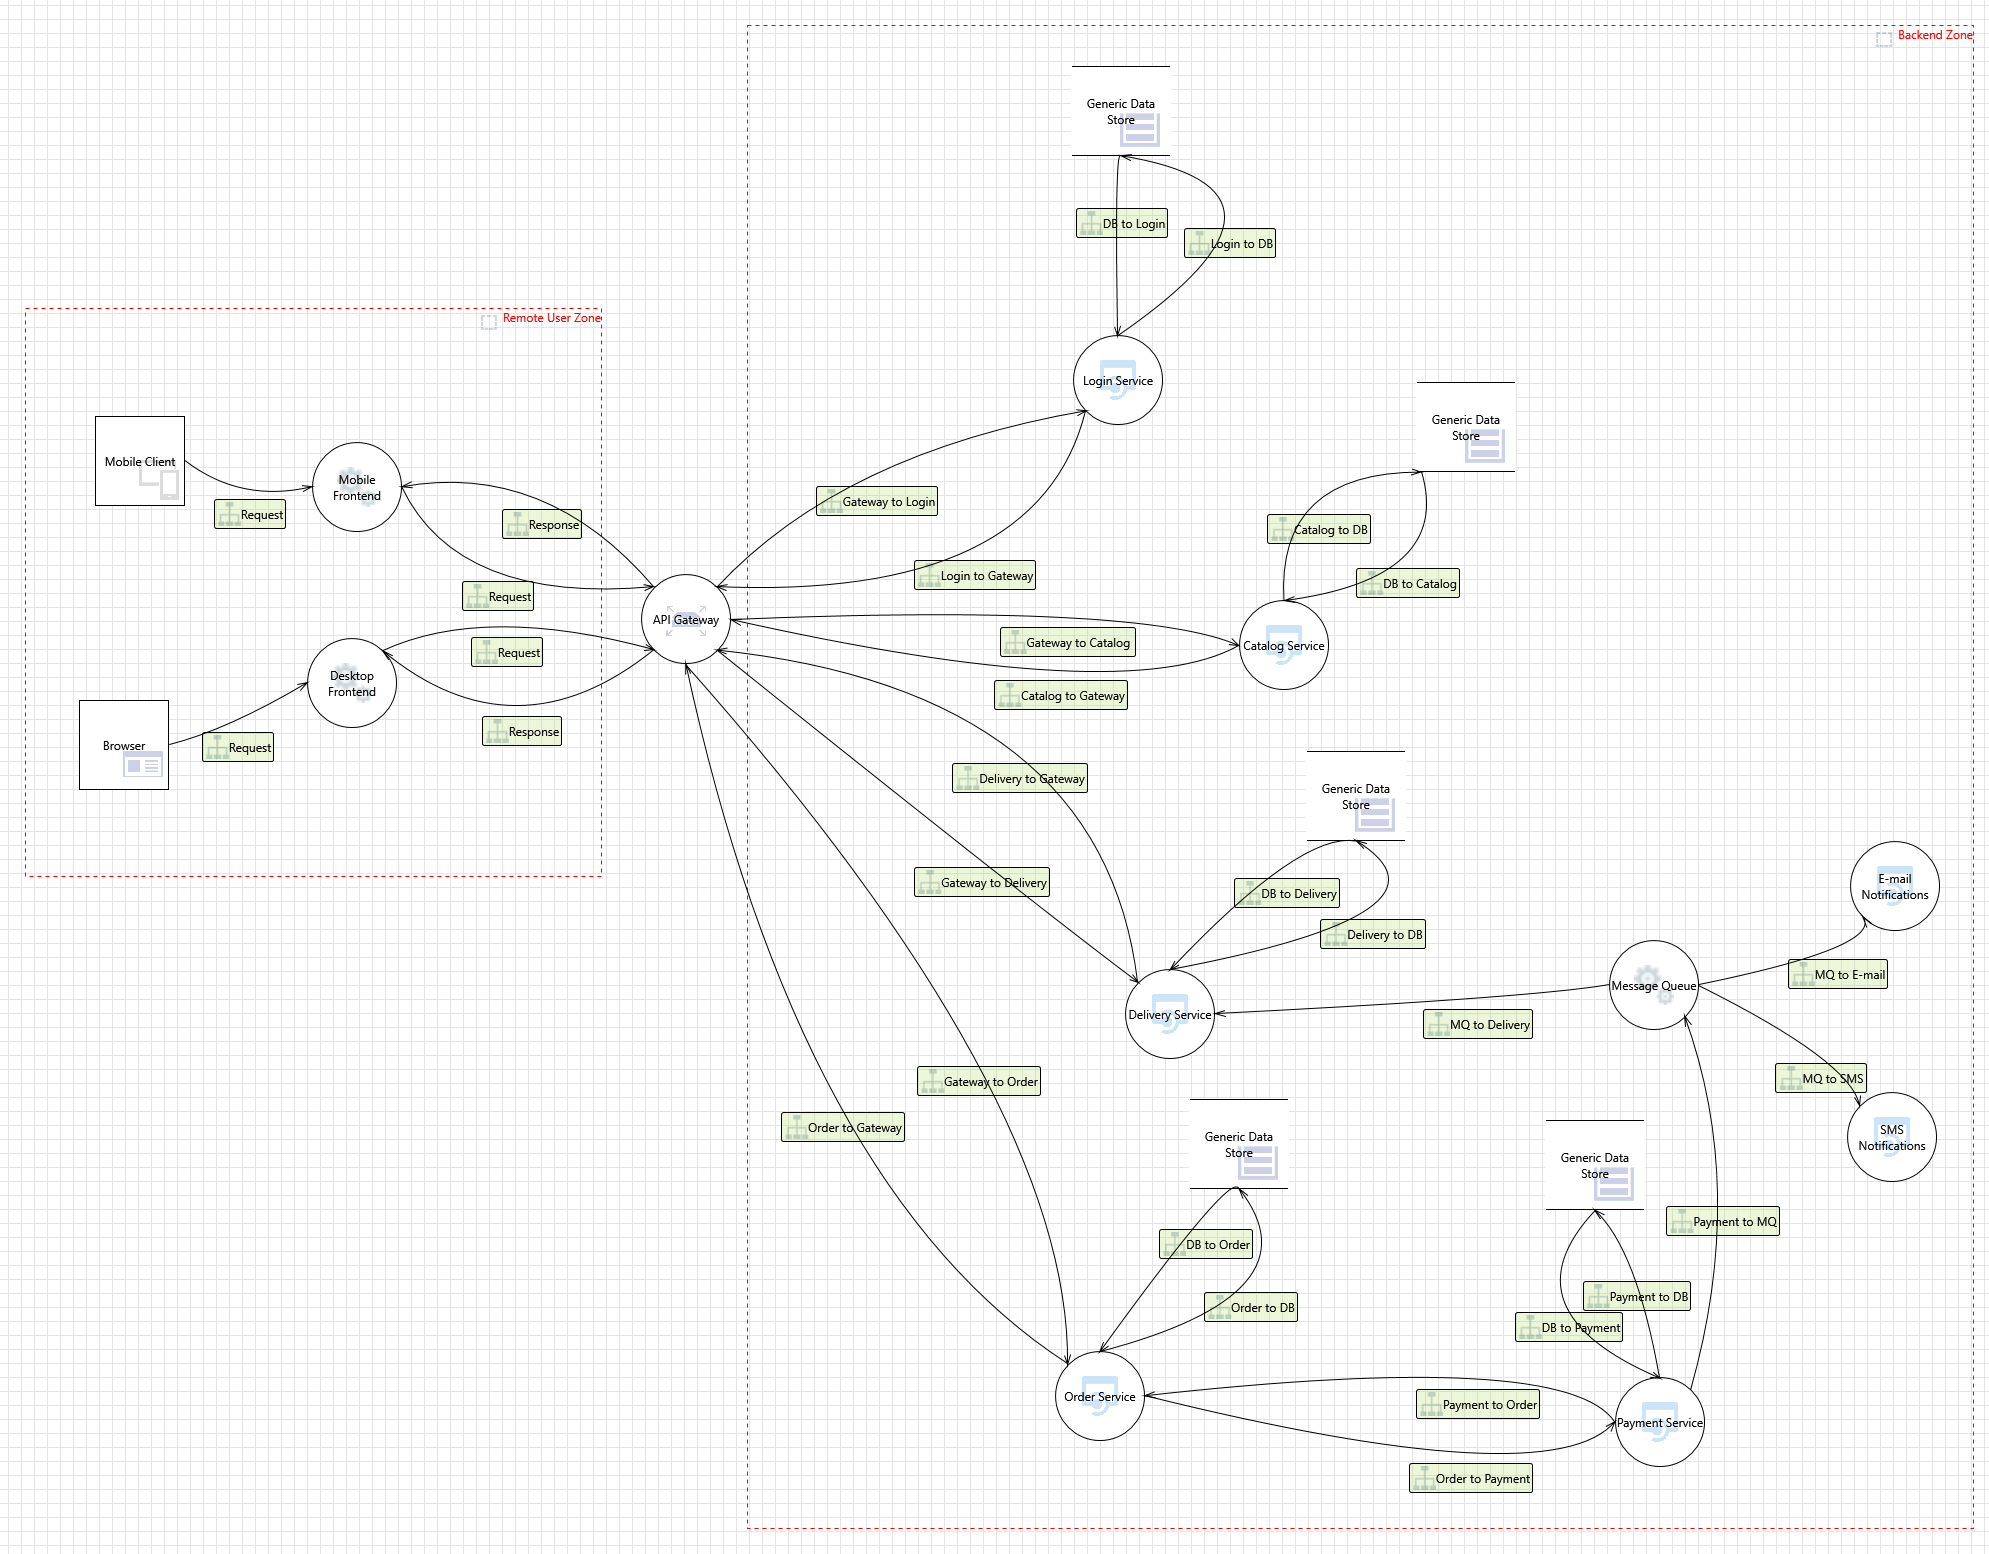 Backend Zone
Generic Data
Store
DB to Login
Login to DB
Remote User Zone
Login Service
Generic Data
Store
Mobile Client
Mobile
Frontend
Request
Response
Gateway to Login
Catalog to DB
Login to Gateway
DB to Catalog
Request
API Gateway
Request
Gateway to Catalog
Catalog Service
Desktop
Frontend
Catalog to Gateway
Response
Browser
Request
Delivery to Gateway
Generic Data
Store
Gateway to Delivery
DB to Delivery
E-mail
Notifications
Delivery to DB
MQ to E-mail
Message Queue
Delivery Service
MQ to Delivery
Gateway to Order
MQ to SMS
Order to Gateway
Generic Data
Store
SMS
Notifications
Generic Data
Store
Payment to MQ
DB to Order
Payment to DB
Order to DB
DB to Payment
Order Service
Payment to Order
Payment Service
Order to Payment